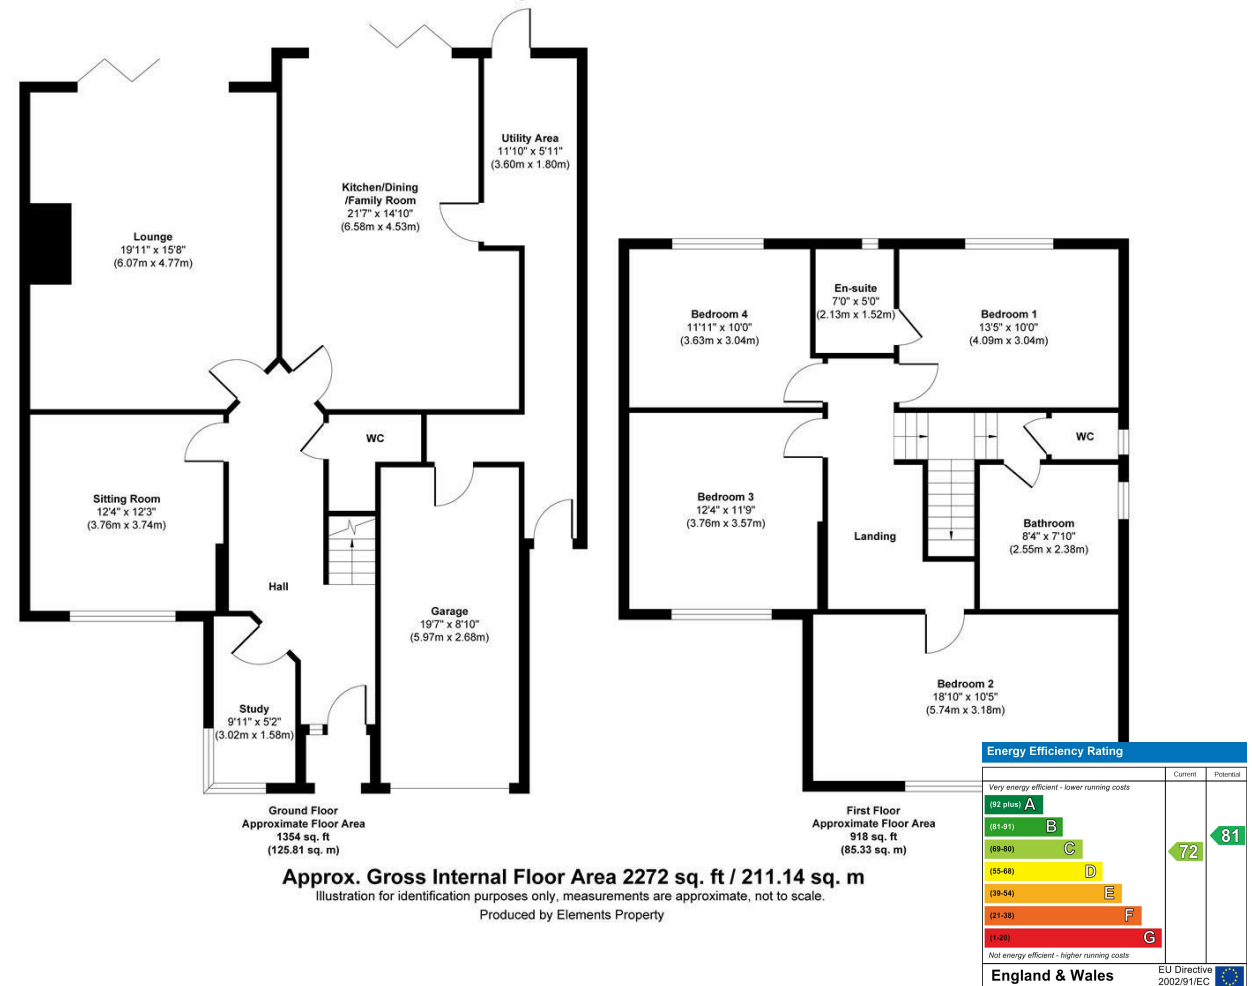 Utility Area
11'10" x 5'11"
(3.60m x 1.80m)
Kitchen/Dining
/Family Room
21'7" x 14'10"
(6.58m x 4.53m)
Lounge
19'11" x 15'8"
(6.07m x 4.77m)
WC
Sitting Room
12'4" x 12'3"
(3.76m x 3.74m)
Hall
Garage
19'7" x 8'10"
(5.97m x 2.68m)
Study
9'11" x 5'2"
(3.02m x 1.58m)
Ground Floor
Approximate Floor Area
1354 sq. ft
(125.81 sq. m)
En-suite
7'0" x 5'0"
(2.13m x 1.52m)
Bedroom 4
11'11" x 10'0"
(3.63m x 3.04m)
Bedroom 1
13'5" x 10'0"
(4.09m x 3.04m)
WC
Bedroom 3
12'4" x 11'9"
(3.76m x 3.57m)
Landing
Bathroom
8'4" x 7'10"
(2.55m x 2.38m)
Bedroom 2
18'10" x 10'5"
(5.74m x 3.18m)
First Floor
Approximate Floor Area
918 sq. ft
(85.33 sq. m)
Approx. Gross Internal Floor Area 2272 sq. ft / 211.14 sq. m
Illustration for identification purposes only, measurements are approximate, not to scale.
Produced by Elements Property
Energy Efficiency Rating
Current Potential
Very energy efficient - lower running costs
(92 plus) A
(81-91) B
(69-80) C
(55-68) D
(39-54) E
(21-38) F
(1-20) G
72
81
Not energy efficient - higher running costs
England & Wales
EU Directive
2002/91/EC